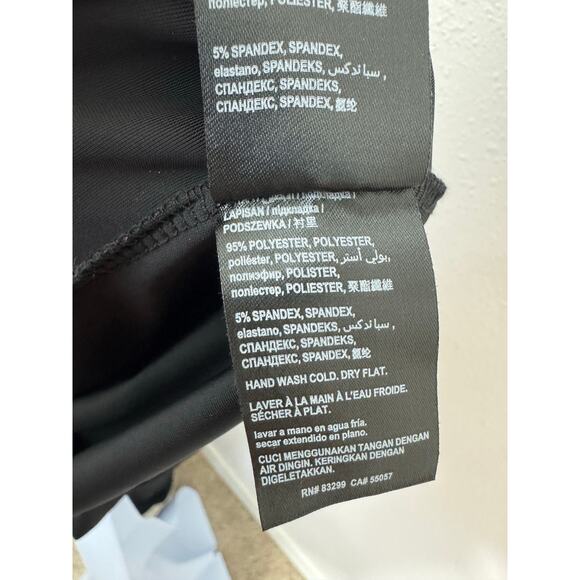 поліестер, POLIESTER, 聚酯纖維
5% SPANDEX, SPANDEX,
elastano, SPANDEKS, سباندكس,
СПАНДЕКС, SPANDEKS,
СПАНДЕКС, SPANDEX, 氨纶
LAPISAN / підкладка /
PODSZEWKA / 衬里
95% POLYESTER, POLYESTER,
poliéster, POLYESTER, بولي أستر,
полиэфир, POLISTER,
поліестер, POLIESTER, 聚酯纖維
5% SPANDEX, SPANDEX,
elastano, SPANDEKS, سباندكس,
СПАНДЕКС, SPANDEKS,
СПАНДЕКС, SPANDEX, 氨纶
HAND WASH COLD. DRY FLAT.
LAVER À LA MAIN À L'EAU FROIDE.
SÉCHER À PLAT.
lavar a mano en agua fría.
secar extendido en plano.
CUCI MENGGUNAKAN TANGAN DENGAN
AIR DINGIN. KERINGKAN DENGAN
DIGELETAKKAN.
RN# 83299 CA# 55057